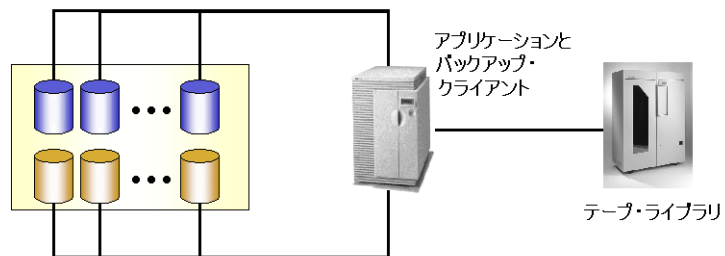 アプリケーションと
バックアップ・
クライアント
テープ・ライブラリ